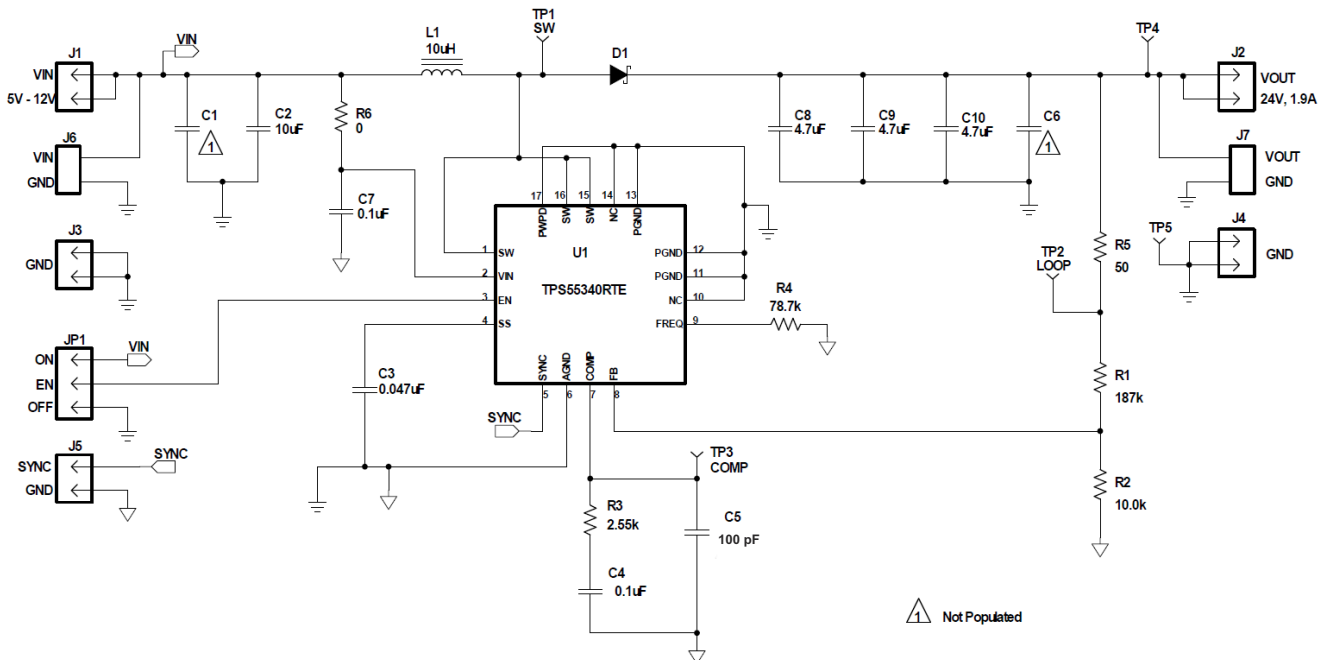 TP1
SW
TP4
VIN
L1
10uH
D1
J1
VIN
5V - 12V
J2
VOUT
24V, 1.9A
C1
1
C2
10uF
R6
0
C8
4.7uF
C9
4.7uF
C10
4.7uF
C6
1
J6
VIN
GND
J7
VOUT
GND
C7
0.1uF
17 16 15 14 13
PWPD SW SW NC PGND
U1
TPS55340RTE
1 SW
2 VIN
3 EN
4 SS
PGND 12
PGND 11
NC 10
FREQ 9
SYNC AGND COMP FB
5 6 7 8
J3
GND
R4
78.7k
TP2
LOOP
R5
50
TP5
J4
GND
JP1
ON
EN
OFF
VIN
C3
0.047uF
R1
187k
SYNC
J5
SYNC
GND
SYNC
TP3
COMP
R2
10.0k
R3
2.55k
C5
100 pF
C4
0.1uF
1 Not Populated